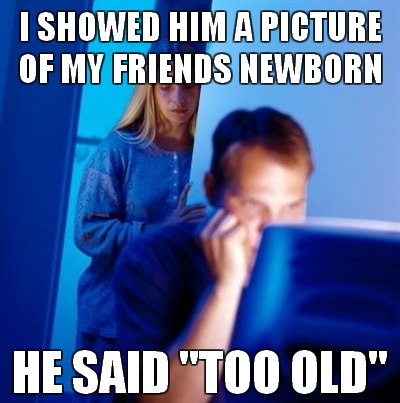 I SHOWED HIM A PICTURE
OF MY FRIENDS NEWBORN
HE SAID "TOO OLD"